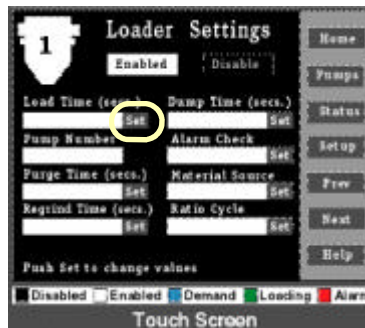 1
Loader Settings
Enabled Disable
Load Time (secs.) Dump Time (secs.)
Set Set
Pump Number Alarm Check
Set
Purge Time (secs.) Material Source
Set Set
Regrind Time (secs.) Ratio Cycle
Set Set
Push Set to change values
Home
Pumps
Status
Setup
Prev
Next
Help
Disabled Enabled Demand Loading Alarm
Touch Screen